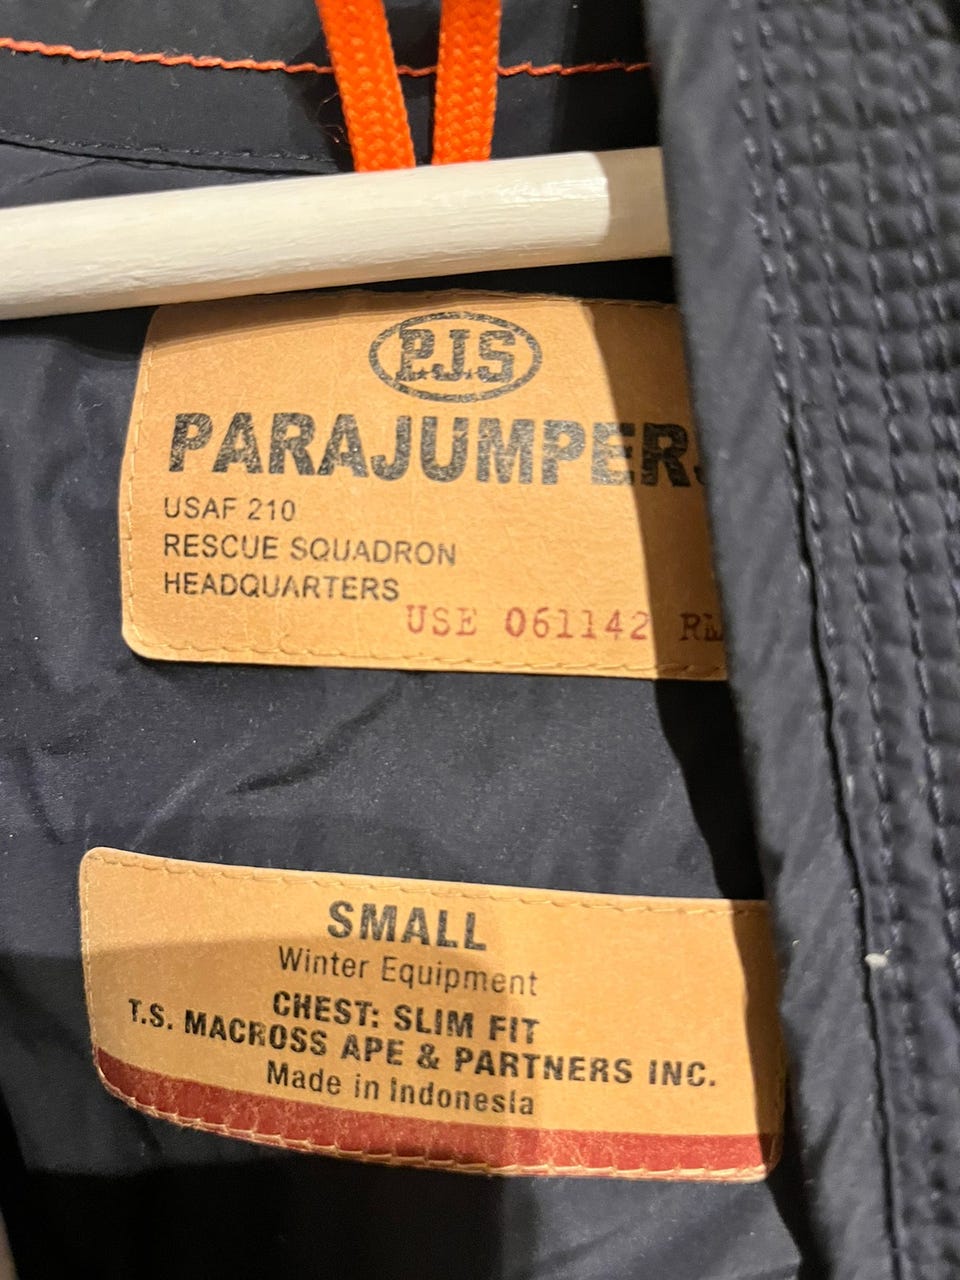 P.J.S
PARAJUMPERS
USAF 210
RESCUE SQUADRON
HEADQUARTERS
USE 061142
SMALL
Winter Equipment
CHEST: SLIM FIT
T.S. MACROSS APE & PARTNERS INC.
Made in Indonesia